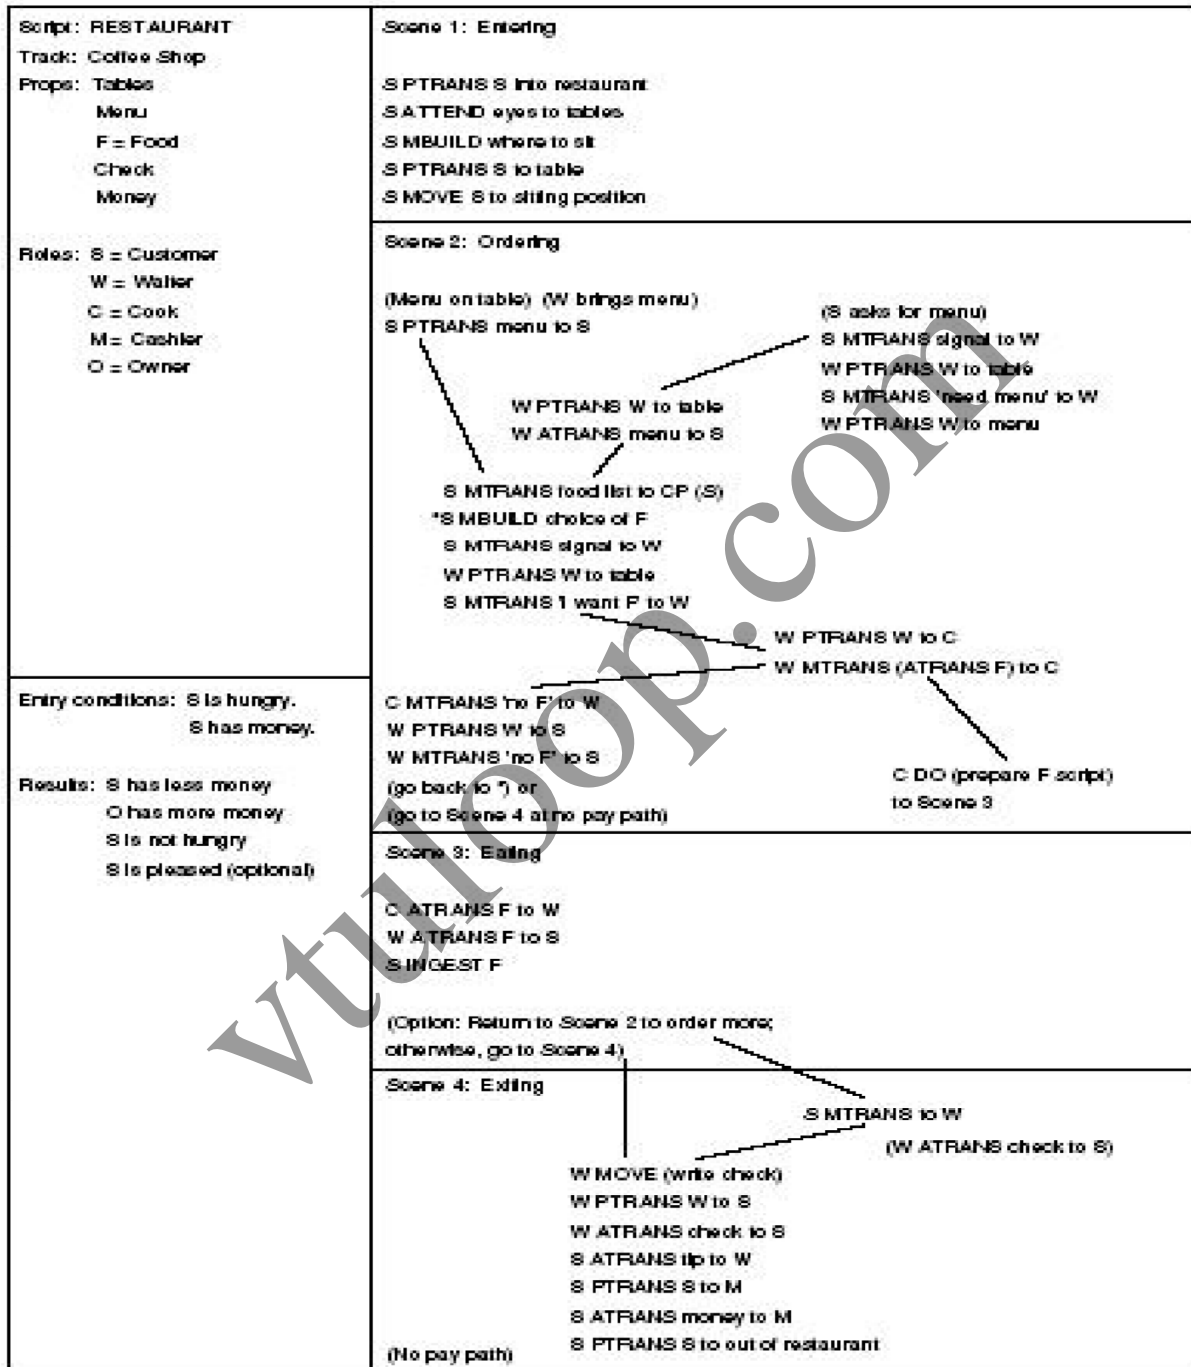 Script: RESTAURANT
Track: Coffee Shop
Props: Tables
Menu
F = Food
Check
Money
Roles: S = Customer
W = Waiter
C = Cook
M = Cashier
O = Owner
Entry conditions: S is hungry.
S has money.
Results: S has less money
O has more money
S is not hungry
S is pleased (optional)
Scene 1: Entering
S PTRANS S into restaurant
S ATTEND eyes to tables
S MBUILD where to sit
S PTRANS S to table
S MOVE S to sitting position
Scene 2: Ordering
(Menu on table) (W brings menu)
S PTRANS menu to S
(S asks for menu)
S MTRANS signal to W
W PTRANS W to table
S MTRANS 'need menu' to W
W PTRANS W to menu
W PTRANS W to table
W ATRANS menu to S
S MTRANS food list to CP (S)
*S MBUILD choice of F
S MTRANS signal to W
W PTRANS W to table
S MTRANS 'I want F' to W
W PTRANS W to C
W MTRANS (ATRANS F) to C
C MTRANS 'no F' to W
W PTRANS W to S
W MTRANS 'no F' to S
(go back to *) or
(go to Scene 4 at no pay path)
C DO (prepare F script)
to Scene 3
Scene 3: Eating
C ATRANS F to W
W ATRANS F to S
S INGEST F
(Option: Return to Scene 2 to order more;
otherwise, go to Scene 4)
Scene 4: Exiting
S MTRANS to W
(W ATRANS check to S)
W MOVE (write check)
W PTRANS W to S
W ATRANS check to S
S ATRANS tip to W
S PTRANS S to M
S ATRANS money to M
S PTRANS S to out of restaurant
(No pay path)
vtuloop.com